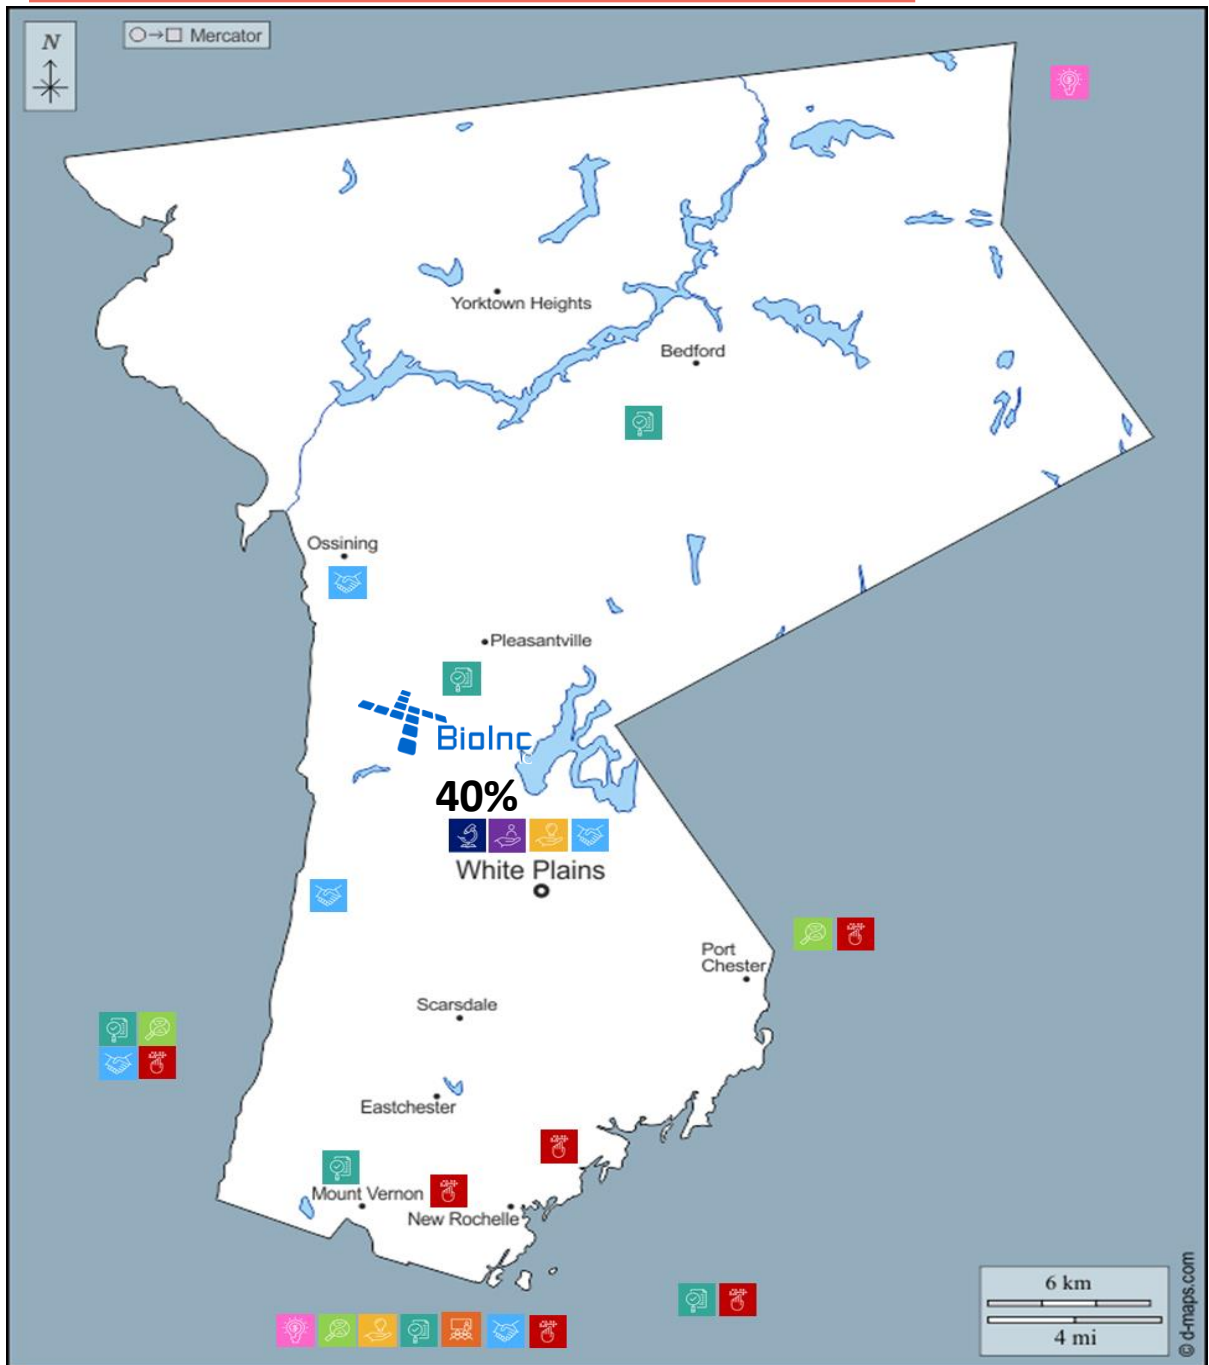 N
Mercator
Yorktown Heights
Bedford
Ossining
Pleasantville
BioInc
40%
White Plains
Port
Chester
Scarsdale
Eastchester
Mount Vernon
New Rochelle
6 km
4 mi
© d-maps.com